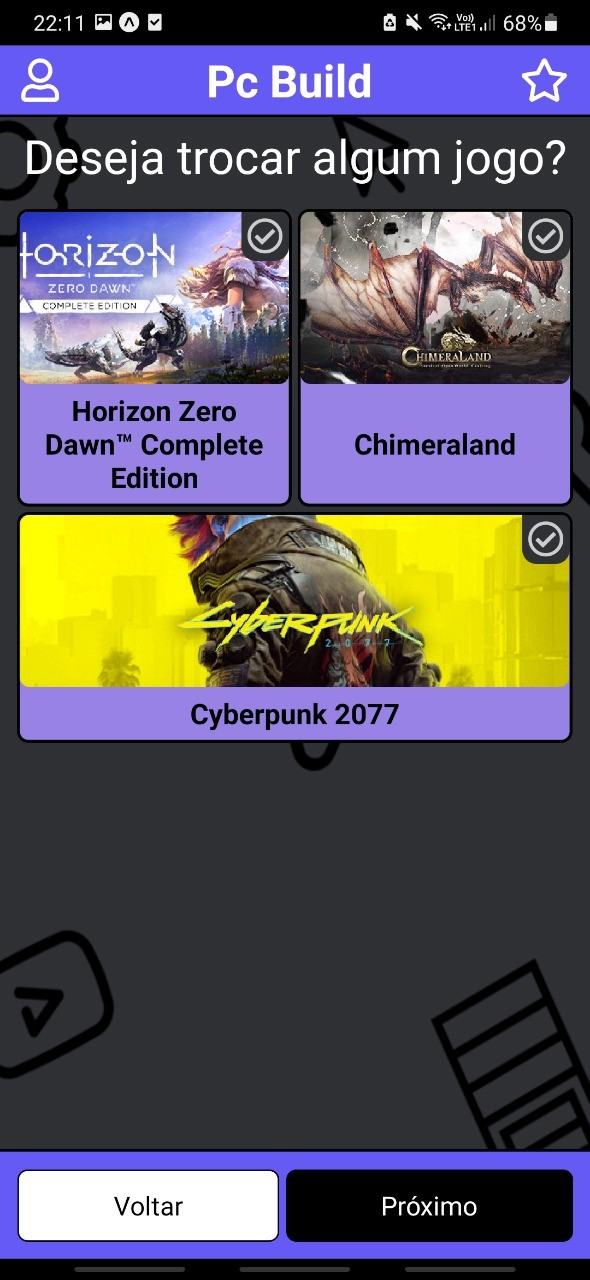 22:11
Vo))
LTE1
68%
Pc Build
Deseja trocar algum jogo?
HORIZON
ZERO DAWN™
COMPLETE EDITION
CHIMERALAND
Horizon Zero
Dawn™ Complete
Edition
Chimeraland
CYBERPUNK
2077
Cyberpunk 2077
Voltar
Próximo